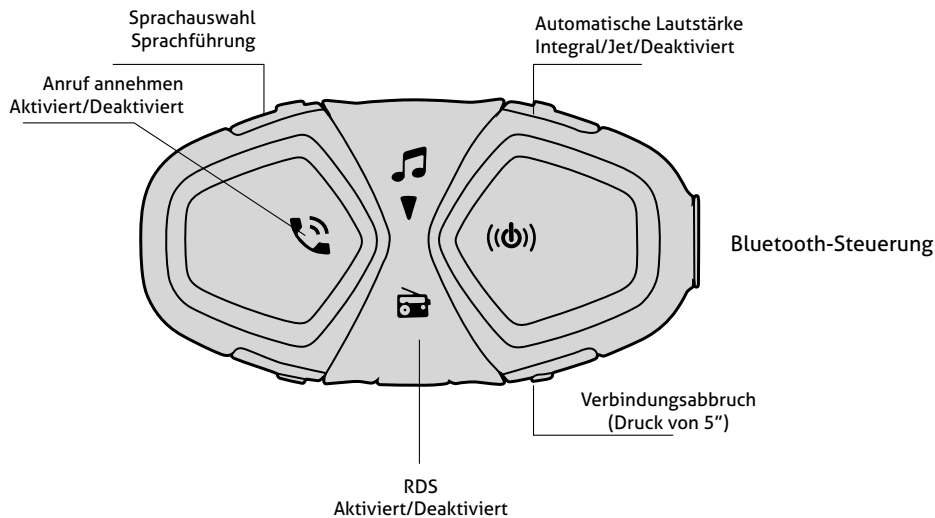 Sprachauswahl
Sprachführung
Automatische Lautstärke
Integral/Jet/Deaktiviert
Anruf annehmen
Aktiviert/Deaktiviert
Bluetooth-Steuerung
Verbindungsabbruch
(Druck von 5”)
RDS
Aktiviert/Deaktiviert